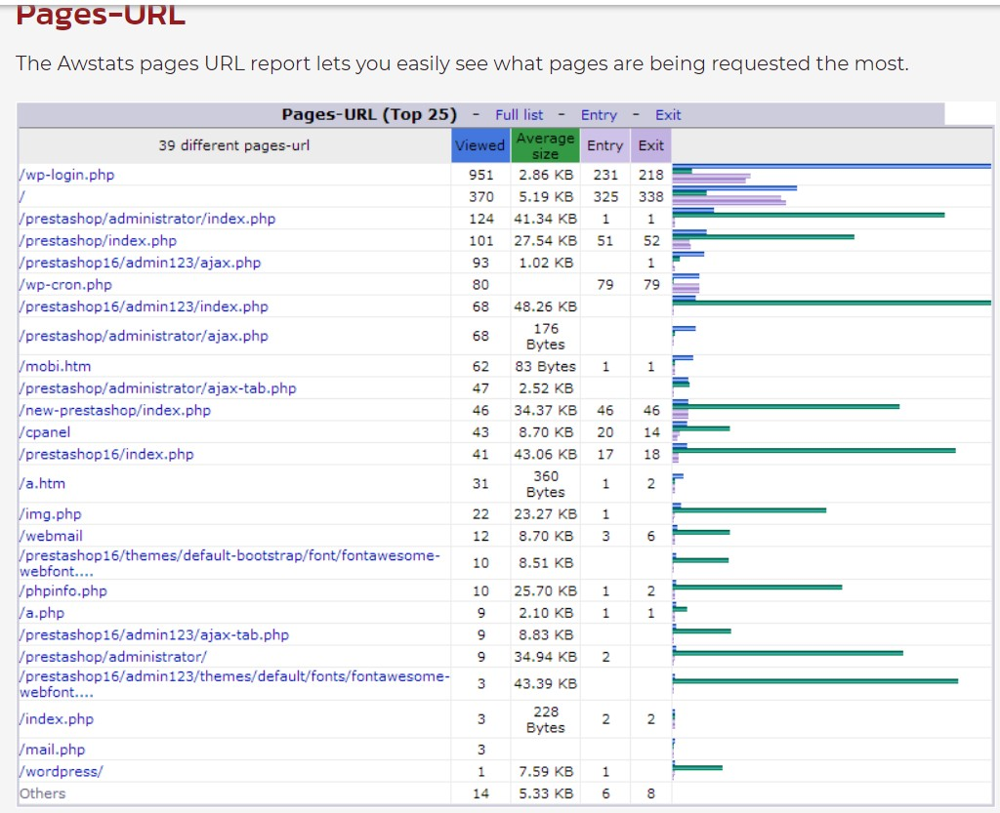 Pages-URL
The Awstats pages URL report lets you easily see what pages are being requested the most.
Pages-URL (Top 25) - Full list - Entry - Exit
39 different pages-url Viewed Average size Entry Exit
/wp-login.php 951 2.86 KB 231 218
/ 370 5.19 KB 325 338
/prestashop/administrator/index.php 124 41.34 KB 1 1
/prestashop/index.php 101 27.54 KB 51 52
/prestashop16/admin123/ajax.php 93 1.02 KB 1
/wp-cron.php 80 79 79
/prestashop16/admin123/index.php 68 48.26 KB
/prestashop/administrator/ajax.php 68 176 Bytes
/mobi.htm 62 83 Bytes 1 1
/prestashop/administrator/ajax-tab.php 47 2.52 KB
/new-prestashop/index.php 46 34.37 KB 46 46
/cpanel 43 8.70 KB 20 14
/prestashop16/index.php 41 43.06 KB 17 18
/a.htm 31 360 Bytes 1 2
/img.php 22 23.27 KB 1
/webmail 12 8.70 KB 3 6
/prestashop16/themes/default-bootstrap/font/fontawesome-
webfont.... 10 8.51 KB
/phpinfo.php 10 25.70 KB 1 2
/a.php 9 2.10 KB 1 1
/prestashop16/admin123/ajax-tab.php 9 8.83 KB
/prestashop/administrator/ 9 34.94 KB 2
/prestashop16/admin123/themes/default/fonts/fontawesome-
webfont.... 3 43.39 KB
/index.php 3 228 Bytes 2 2
/mail.php 3
/wordpress/ 1 7.59 KB 1
Others 14 5.33 KB 6 8